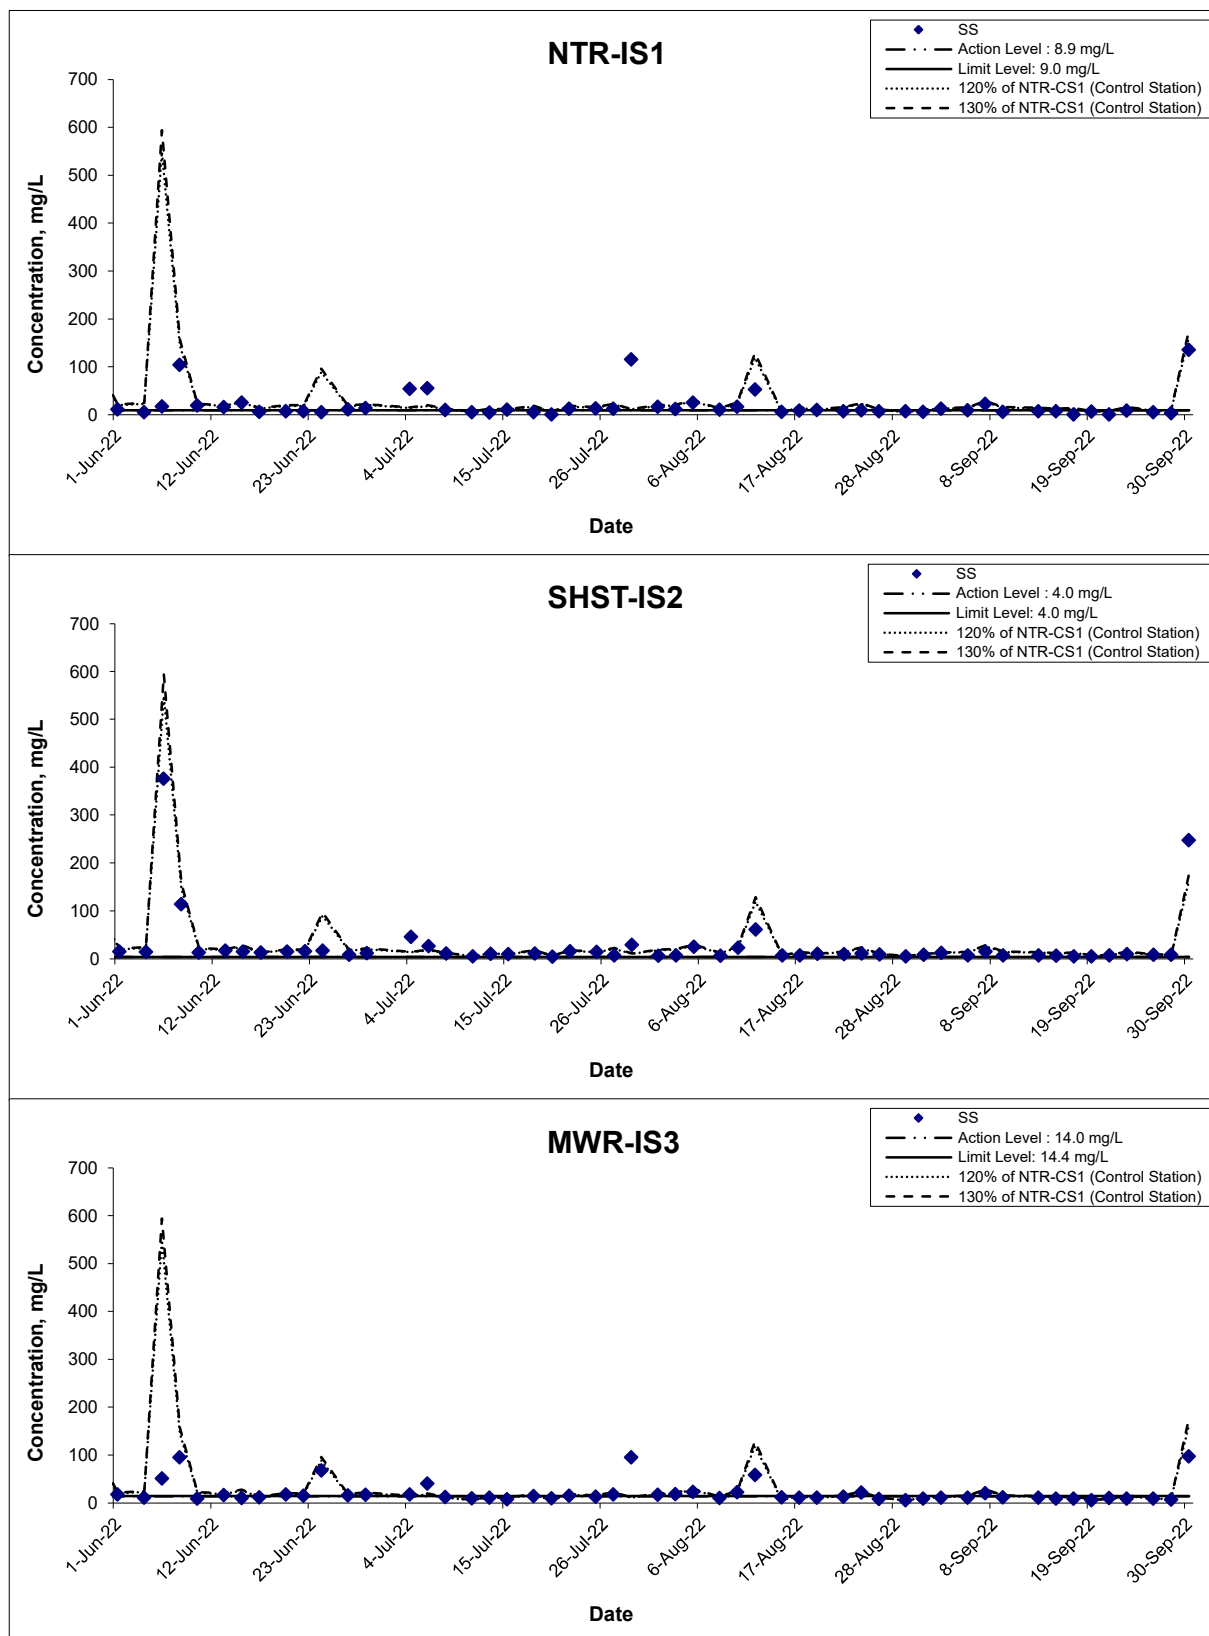 NTR-IS1
SS
Action Level : 8.9 mg/L
Limit Level: 9.0 mg/L
120% of NTR-CS1 (Control Station)
130% of NTR-CS1 (Control Station)
Concentration, mg/L
700
600
500
400
300
200
100
0
1-Jun-22
12-Jun-22
23-Jun-22
4-Jul-22
15-Jul-22
26-Jul-22
6-Aug-22
17-Aug-22
28-Aug-22
8-Sep-22
19-Sep-22
30-Sep-22
Date
SHST-IS2
SS
Action Level : 4.0 mg/L
Limit Level: 4.0 mg/L
120% of NTR-CS1 (Control Station)
130% of NTR-CS1 (Control Station)
Concentration, mg/L
700
600
500
400
300
200
100
0
1-Jun-22
12-Jun-22
23-Jun-22
4-Jul-22
15-Jul-22
26-Jul-22
6-Aug-22
17-Aug-22
28-Aug-22
8-Sep-22
19-Sep-22
30-Sep-22
Date
MWR-IS3
SS
Action Level : 14.0 mg/L
Limit Level: 14.4 mg/L
120% of NTR-CS1 (Control Station)
130% of NTR-CS1 (Control Station)
Concentration, mg/L
700
600
500
400
300
200
100
0
1-Jun-22
12-Jun-22
23-Jun-22
4-Jul-22
15-Jul-22
26-Jul-22
6-Aug-22
17-Aug-22
28-Aug-22
8-Sep-22
19-Sep-22
30-Sep-22
Date